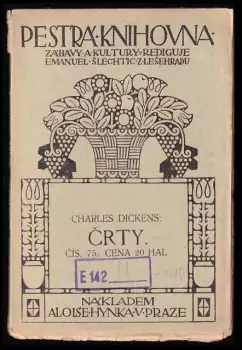 PESTRÁ·KNIHOVNA·
ZÁBAVY·A·KULTURY·REDIGUJE
EMANUEL·ŠLECHTIC·Z·LEŠEHRADU
CHARLES DICKENS:
ČRTY.
ČÍS. 75. CENA 20 HAL
E 142
NÁKLADEM
ALOISE·HYNKA·V·PRAZE